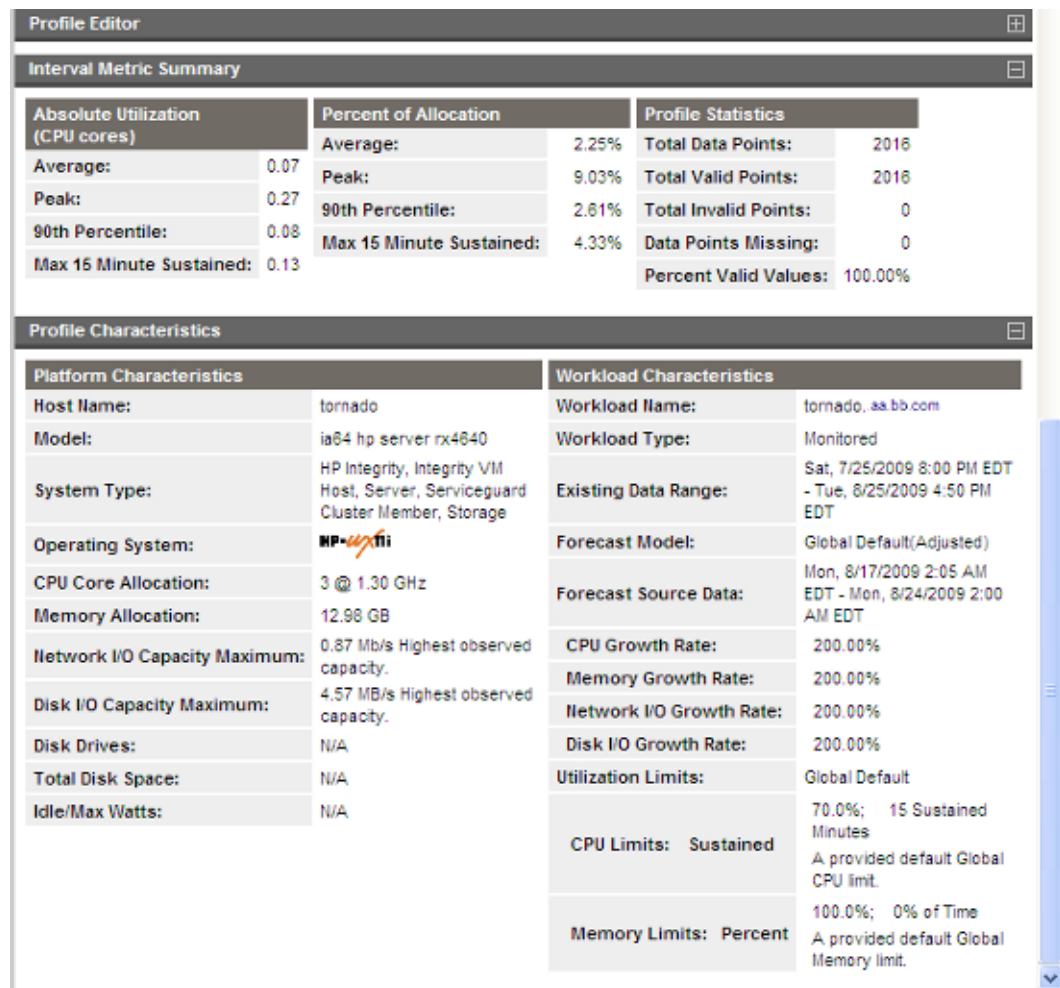 Profile Editor
Interval Metric Summary
Absolute Utilization
(CPU cores)
Average: 0.07
Peak: 0.27
90th Percentile: 0.08
Max 15 Minute Sustained: 0.13
Percent of Allocation
Average: 2.25%
Peak: 9.03%
90th Percentile: 2.61%
Max 15 Minute Sustained: 4.33%
Profile Statistics
Total Data Points: 2016
Total Valid Points: 2016
Total Invalid Points: 0
Data Points Missing: 0
Percent Valid Values: 100.00%
Profile Characteristics
Platform Characteristics
Host Name: tornado
Model: ia64 hp server rx4640
System Type: HP Integrity, Integrity VM
Host, Server, Serviceguard
Cluster Member, Storage
Operating System: HP-UX 11i
CPU Core Allocation: 3 @ 1.30 GHz
Memory Allocation: 12.98 GB
Network I/O Capacity Maximum: 0.87 Mb/s Highest observed
capacity.
Disk I/O Capacity Maximum: 4.57 MB/s Highest observed
capacity.
Disk Drives: N/A
Total Disk Space: N/A
Idle/Max Watts: N/A
Workload Characteristics
Workload Name: tornado. aa.bb.com
Workload Type: Monitored
Existing Data Range: Sat, 7/25/2009 8:00 PM EDT
- Tue, 8/25/2009 4:50 PM
EDT
Forecast Model: Global Default(Adjusted)
Forecast Source Data: Mon, 8/17/2009 2:05 AM
EDT - Mon, 8/24/2009 2:00
AM EDT
CPU Growth Rate: 200.00%
Memory Growth Rate: 200.00%
Network I/O Growth Rate: 200.00%
Disk I/O Growth Rate: 200.00%
Utilization Limits: Global Default
CPU Limits: Sustained 70.0%; 15 Sustained
Minutes
A provided default Global
CPU limit.
Memory Limits: Percent 100.0%; 0% of Time
A provided default Global
Memory limit.